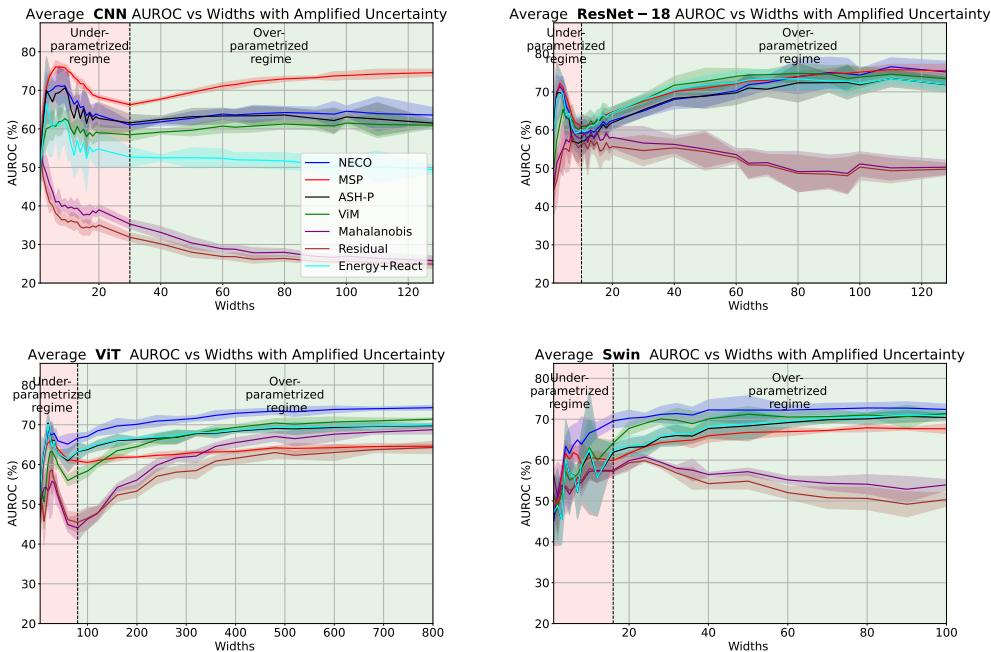 Average CNN AUROC vs Widths with Amplified Uncertainty
Under-
parametrized
regime
Over-
parametrized
regime
AUROC (%)
80
70
60
50
40
30
20
20 40 60 80 100 120
Widths
NECO
MSP
ASH-P
ViM
Mahalanobis
Residual
Energy+React
Average ResNet − 18 AUROC vs Widths with Amplified Uncertainty
Under-
parametrized
regime
Over-
parametrized
regime
AUROC (%)
80
70
60
50
40
30
20
20 40 60 80 100 120
Widths
Average ViT AUROC vs Widths with Amplified Uncertainty
Under-
parametrized
regime
Over-
parametrized
regime
AUROC (%)
80
70
60
50
40
30
20
100 200 300 400 500 600 700 800
Widths
Average Swin AUROC vs Widths with Amplified Uncertainty
Under-
parametrized
regime
Over-
parametrized
regime
AUROC (%)
80
70
60
50
40
30
20
20 40 60 80 100
Widths